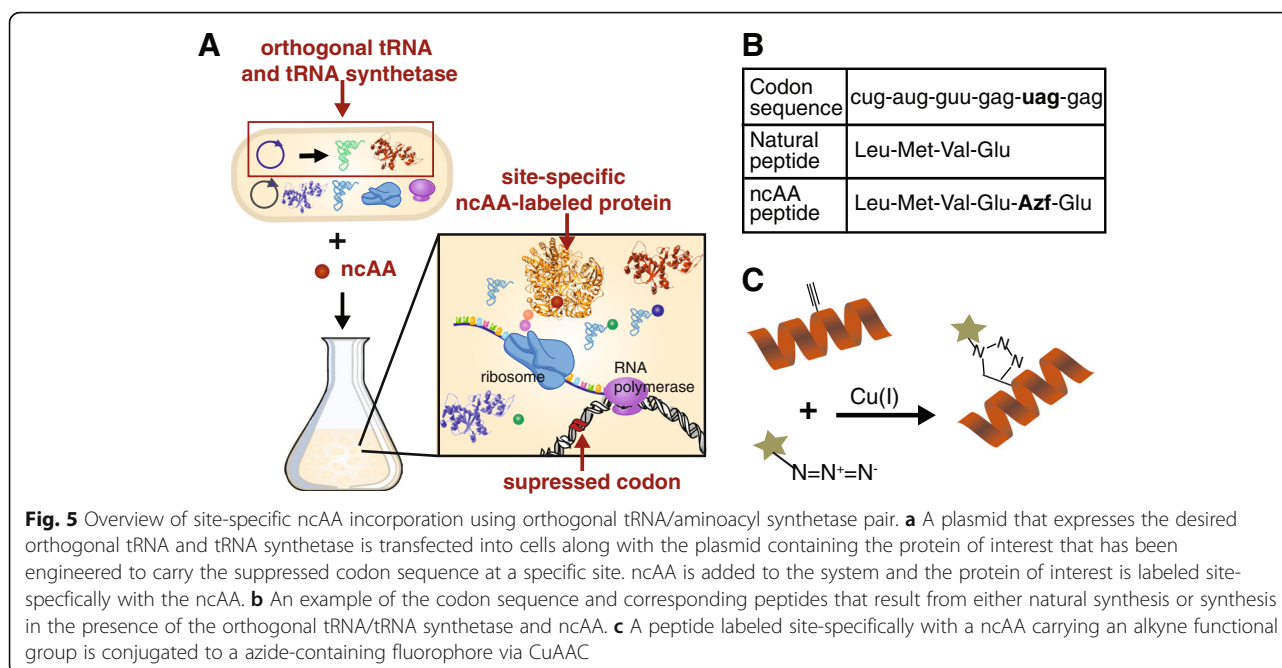 A
orthogonal tRNA
and tRNA synthetase
+
ncAA
site-specific
ncAA-labeled protein
ribosome
RNA
polymerase
supressed codon
B
Codon
sequence
cug-aug-guu-gag-uag-gag
Natural
peptide
Leu-Met-Val-Glu
ncAA
peptide
Leu-Met-Val-Glu-Azf-Glu
C
+
Cu(I)
N=N⁺=N⁻
N
N
N
Fig. 5 Overview of site-specific ncAA incorporation using orthogonal tRNA/aminoacyl synthetase pair. a A plasmid that expresses the desired
orthogonal tRNA and tRNA synthetase is transfected into cells along with the plasmid containing the protein of interest that has been
engineered to carry the suppressed codon sequence at a specific site. ncAA is added to the system and the protein of interest is labeled site-
specfically with the ncAA. b An example of the codon sequence and corresponding peptides that result from either natural synthesis or synthesis
in the presence of the orthogonal tRNA/tRNA synthetase and ncAA. c A peptide labeled site-specifically with a ncAA carrying an alkyne functional
group is conjugated to a azide-containing fluorophore via CuAAC